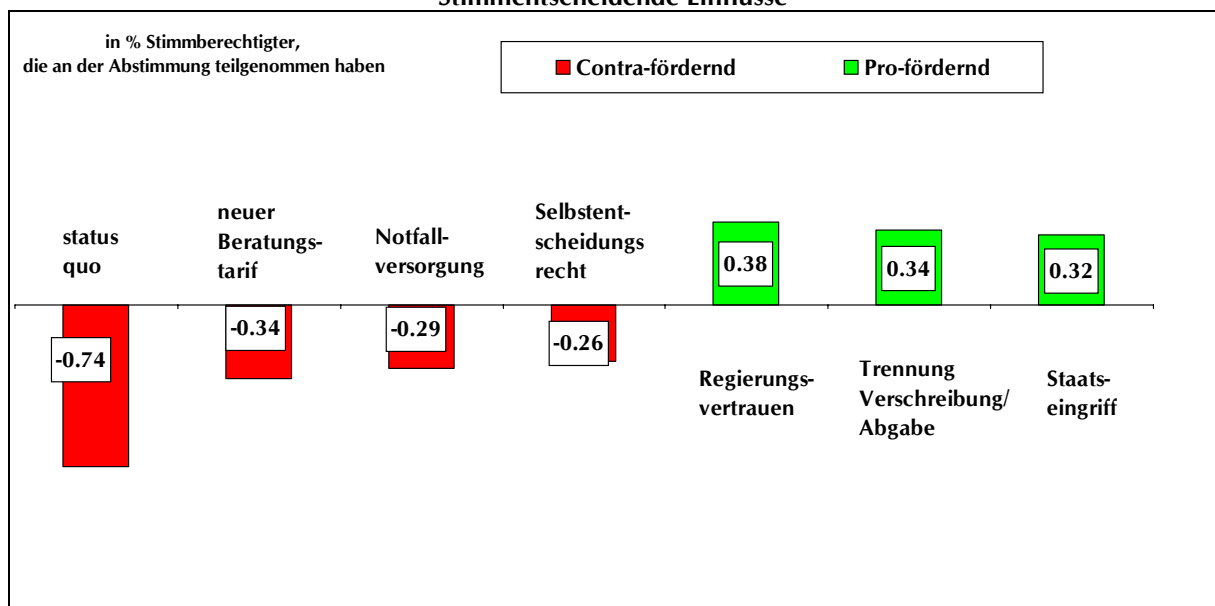 Stimmentscheidende Einflüsse
in % Stimmberechtigter,
die an der Abstimmung teilgenommen haben
Contra-fördernd
Pro-fördernd
status
quo
neuer
Beratungs-
tarif
Notfall-
versorgung
Selbstent-
scheidungs
recht
-0.74
-0.34
-0.29
-0.26
0.38
0.34
0.32
Regierungs-
vertrauen
Trennung
Verschreibung/
Abgabe
Staats-
eingriff